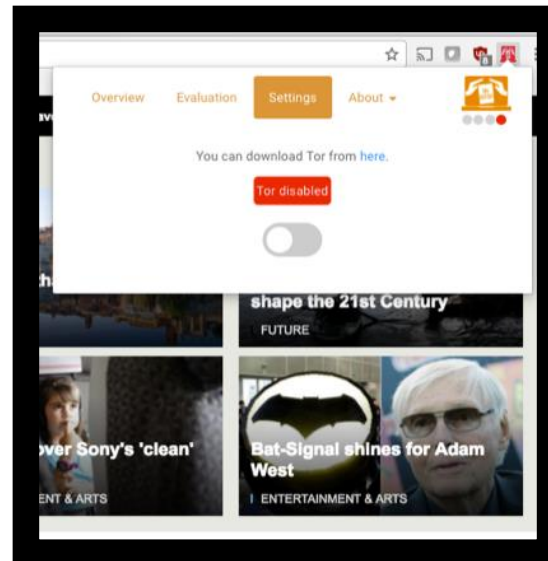 8
Overview Evaluation Settings About
You can download Tor from here.
Tor disabled
shape the 21st Century
FUTURE
over Sony's 'clean'
ENT & ARTS
Bat-Signal shines for Adam
West
ENTERTAINMENT & ARTS